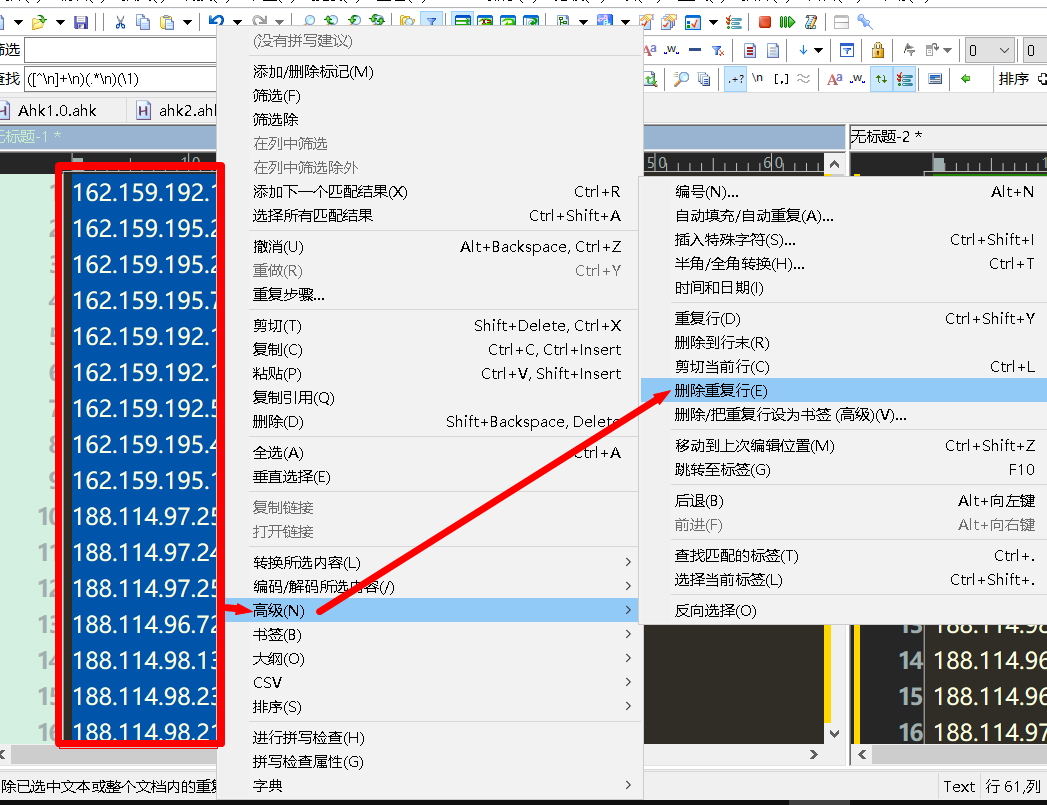 筛选
查找 ([^\n]+\n)(.*\n)(\1)
.+? \n [,] ≈
排序
0
0
Ahk1.0.ahk
ahk2.ahl
无标题-1 *
无标题-2 *
10
50
60
1
162.159.192.1
162.159.195.2
162.159.195.2
162.159.195.7
162.159.192.1
162.159.192.1
162.159.192.5
162.159.195.4
162.159.195.1
10 188.114.97.25
11 188.114.97.24
12 188.114.97.25
13 188.114.96.72
14 188.114.98.13
15 188.114.98.23
16 188.114.98.21
(没有拼写建议)
添加/删除标记(M)
筛选(F)
筛选除
在列中筛选
在列中筛选除外
添加下一个匹配结果(X) Ctrl+R
选择所有匹配结果 Ctrl+Shift+A
撤消(U) Alt+Backspace, Ctrl+Z
重做(R) Ctrl+Y
重复步骤...
剪切(T) Shift+Delete, Ctrl+X
复制(C) Ctrl+C, Ctrl+Insert
粘贴(P) Ctrl+V, Shift+Insert
复制引用(Q)
删除(D) Shift+Backspace, Delete
全选(A) Ctrl+A
垂直选择(E)
复制链接
打开链接
转换所选内容(L)
编码/解码所选内容(/)
高级(N)
书签(B)
大纲(O)
CSV
排序(S)
进行拼写检查(H)
拼写检查属性(G)
字典
编号(N)... Alt+N
自动填充/自动重复(A)...
插入特殊字符(S)... Ctrl+Shift+I
半角/全角转换(H)... Ctrl+T
时间和日期(I)
重复行(D) Ctrl+Shift+Y
删除到行末(R)
剪切当前行(C) Ctrl+L
删除重复行(E)
删除/把重复行设为书签 (高级)(V)...
移动到上次编辑位置(M) Ctrl+Shift+Z
跳转至标签(G) F10
后退(B) Alt+向左键
前进(F) Alt+向右键
查找匹配的标签(T) Ctrl+.
选择当前标签(L) Ctrl+Shift+.
反向选择(O)
13 188.114.98
14 188.114.96
15 188.114.96
16 188.114.97
除已选中文本或整个文档内的重复
Text 行 61,列